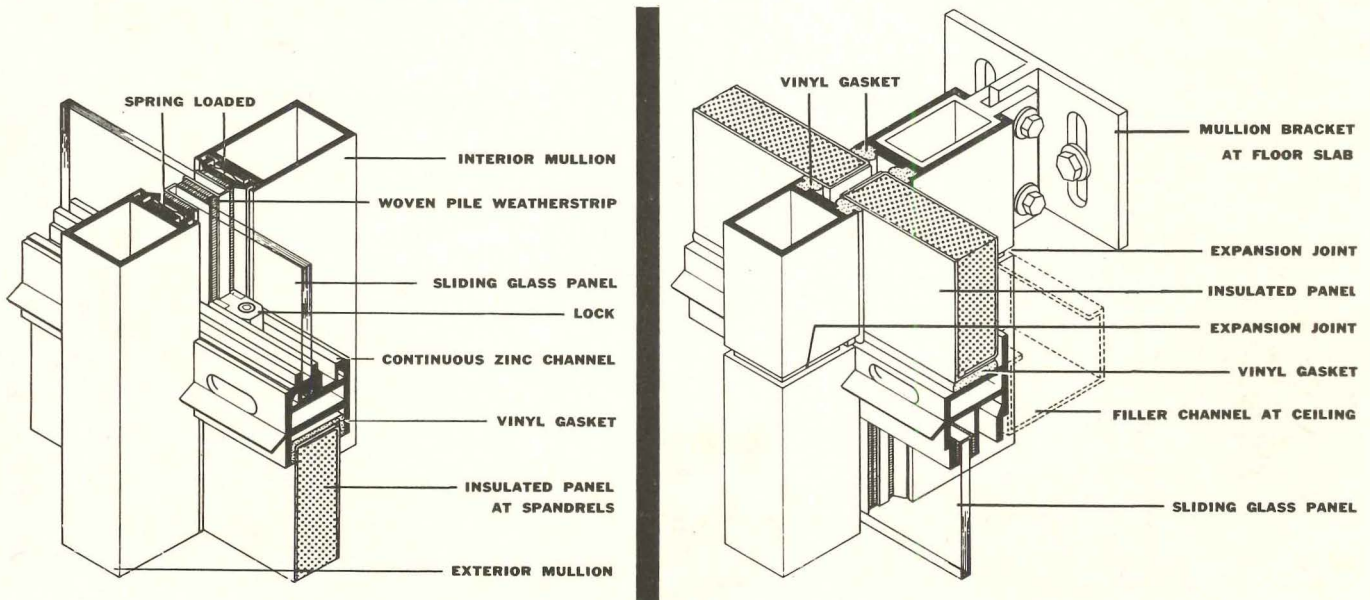 SPRING LOADED
INTERIOR MULLION
WOVEN PILE WEATHERSTRIP
SLIDING GLASS PANEL
LOCK
CONTINUOUS ZINC CHANNEL
VINYL GASKET
INSULATED PANEL
AT SPANDRELS
EXTERIOR MULLION
VINYL GASKET
MULLION BRACKET
AT FLOOR SLAB
EXPANSION JOINT
INSULATED PANEL
EXPANSION JOINT
VINYL GASKET
FILLER CHANNEL AT CEILING
SLIDING GLASS PANEL